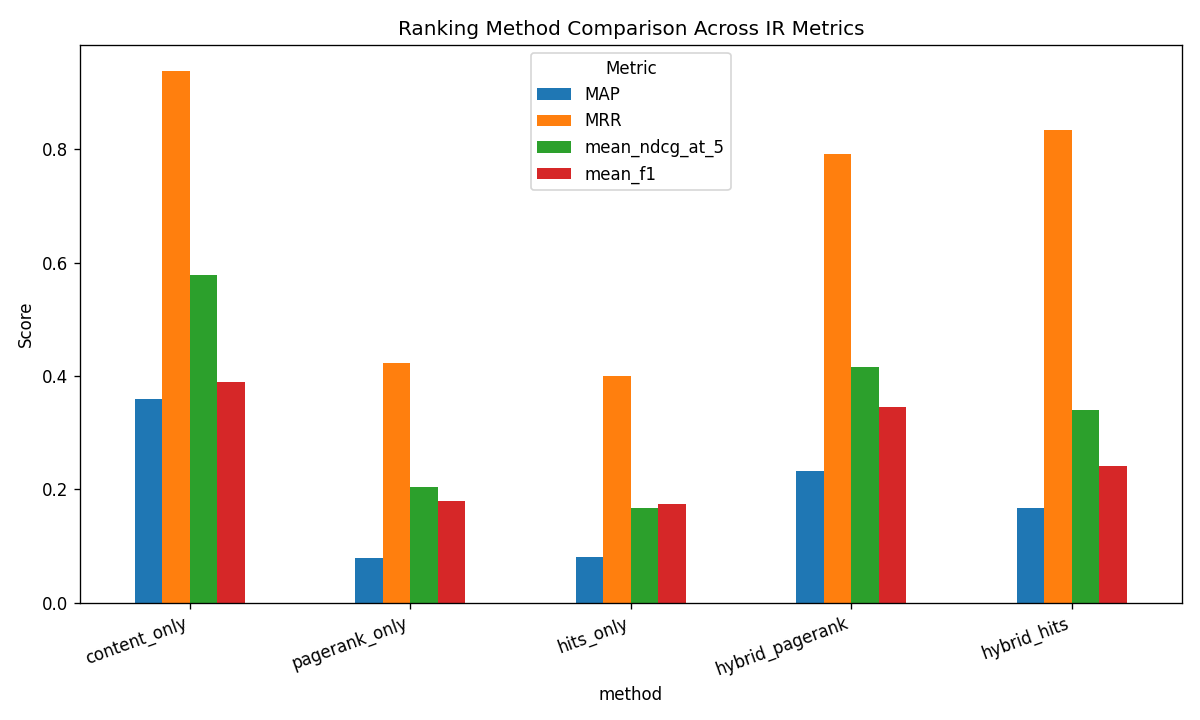 Ranking Method Comparison Across IR Metrics
Metric
MAP
MRR
mean_ndcg_at_5
mean_f1
Score
0.8
0.6
0.4
0.2
0.0
content_only
pagerank_only
hits_only
hybrid_pagerank
hybrid_hits
method